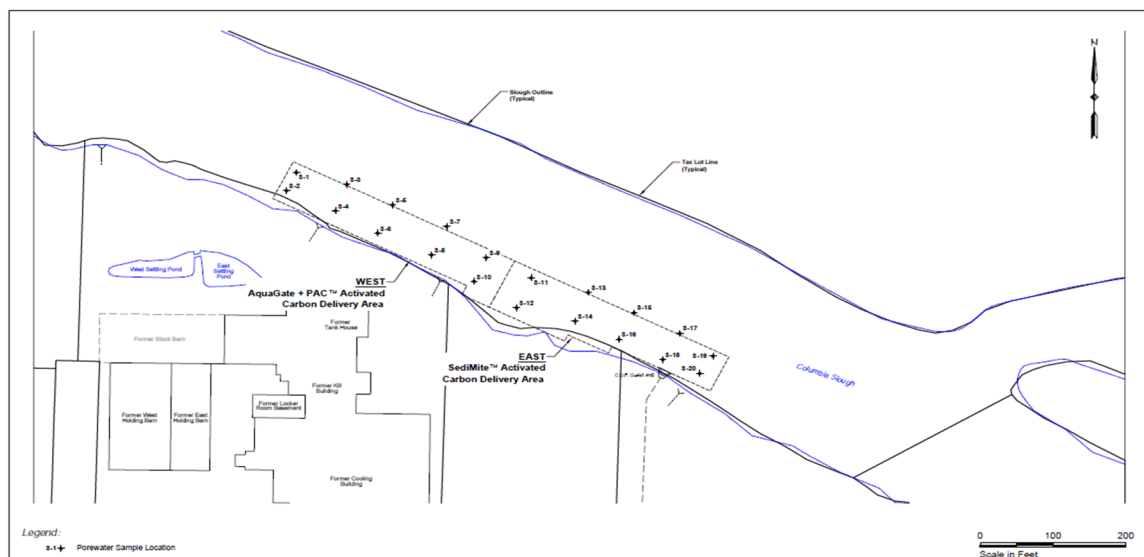 N
Slough Outline
(Typical)
Tax Lot Line
(Typical)
S-1
S-2
S-3
S-4
S-5
S-6
S-7
S-8
S-9
S-10
S-11
S-12
S-13
S-14
S-15
S-16
S-17
S-18
S-19
S-20
WEST
AquaGate + PAC™ Activated
Carbon Delivery Area
EAST
SediMite™ Activated
Carbon Delivery Area
West Settling Pond
East
Settling
Pond
Columbia Slough
Former
Tank House
Former Stock Barn
Former Kill
Building
Former Locker
Room Basement
Former West
Holding Barn
Former East
Holding Barn
Former Cooling
Building
Legend:
S-1 Porewater Sample Location
0 100 200
Scale in Feet